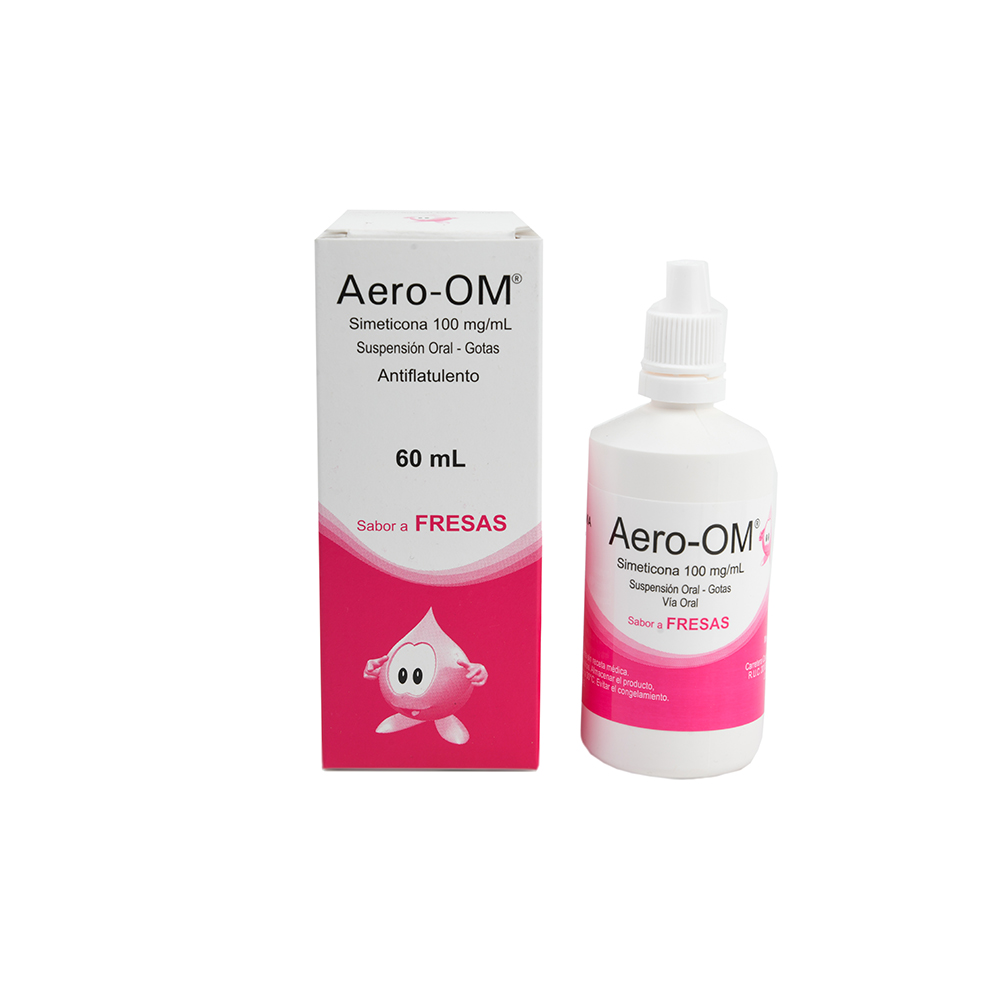 Aero-OM®
Simeticona 100 mg/mL
Suspensión Oral - Gotas
Antiflatulento
60 mL
Sabor a FRESAS
Aero-OM®
Simeticona 100 mg/mL
Suspensión Oral - Gotas
Vía Oral
Sabor a FRESAS
receta médica.
Almacenar el producto,
Evitar el congelamiento.